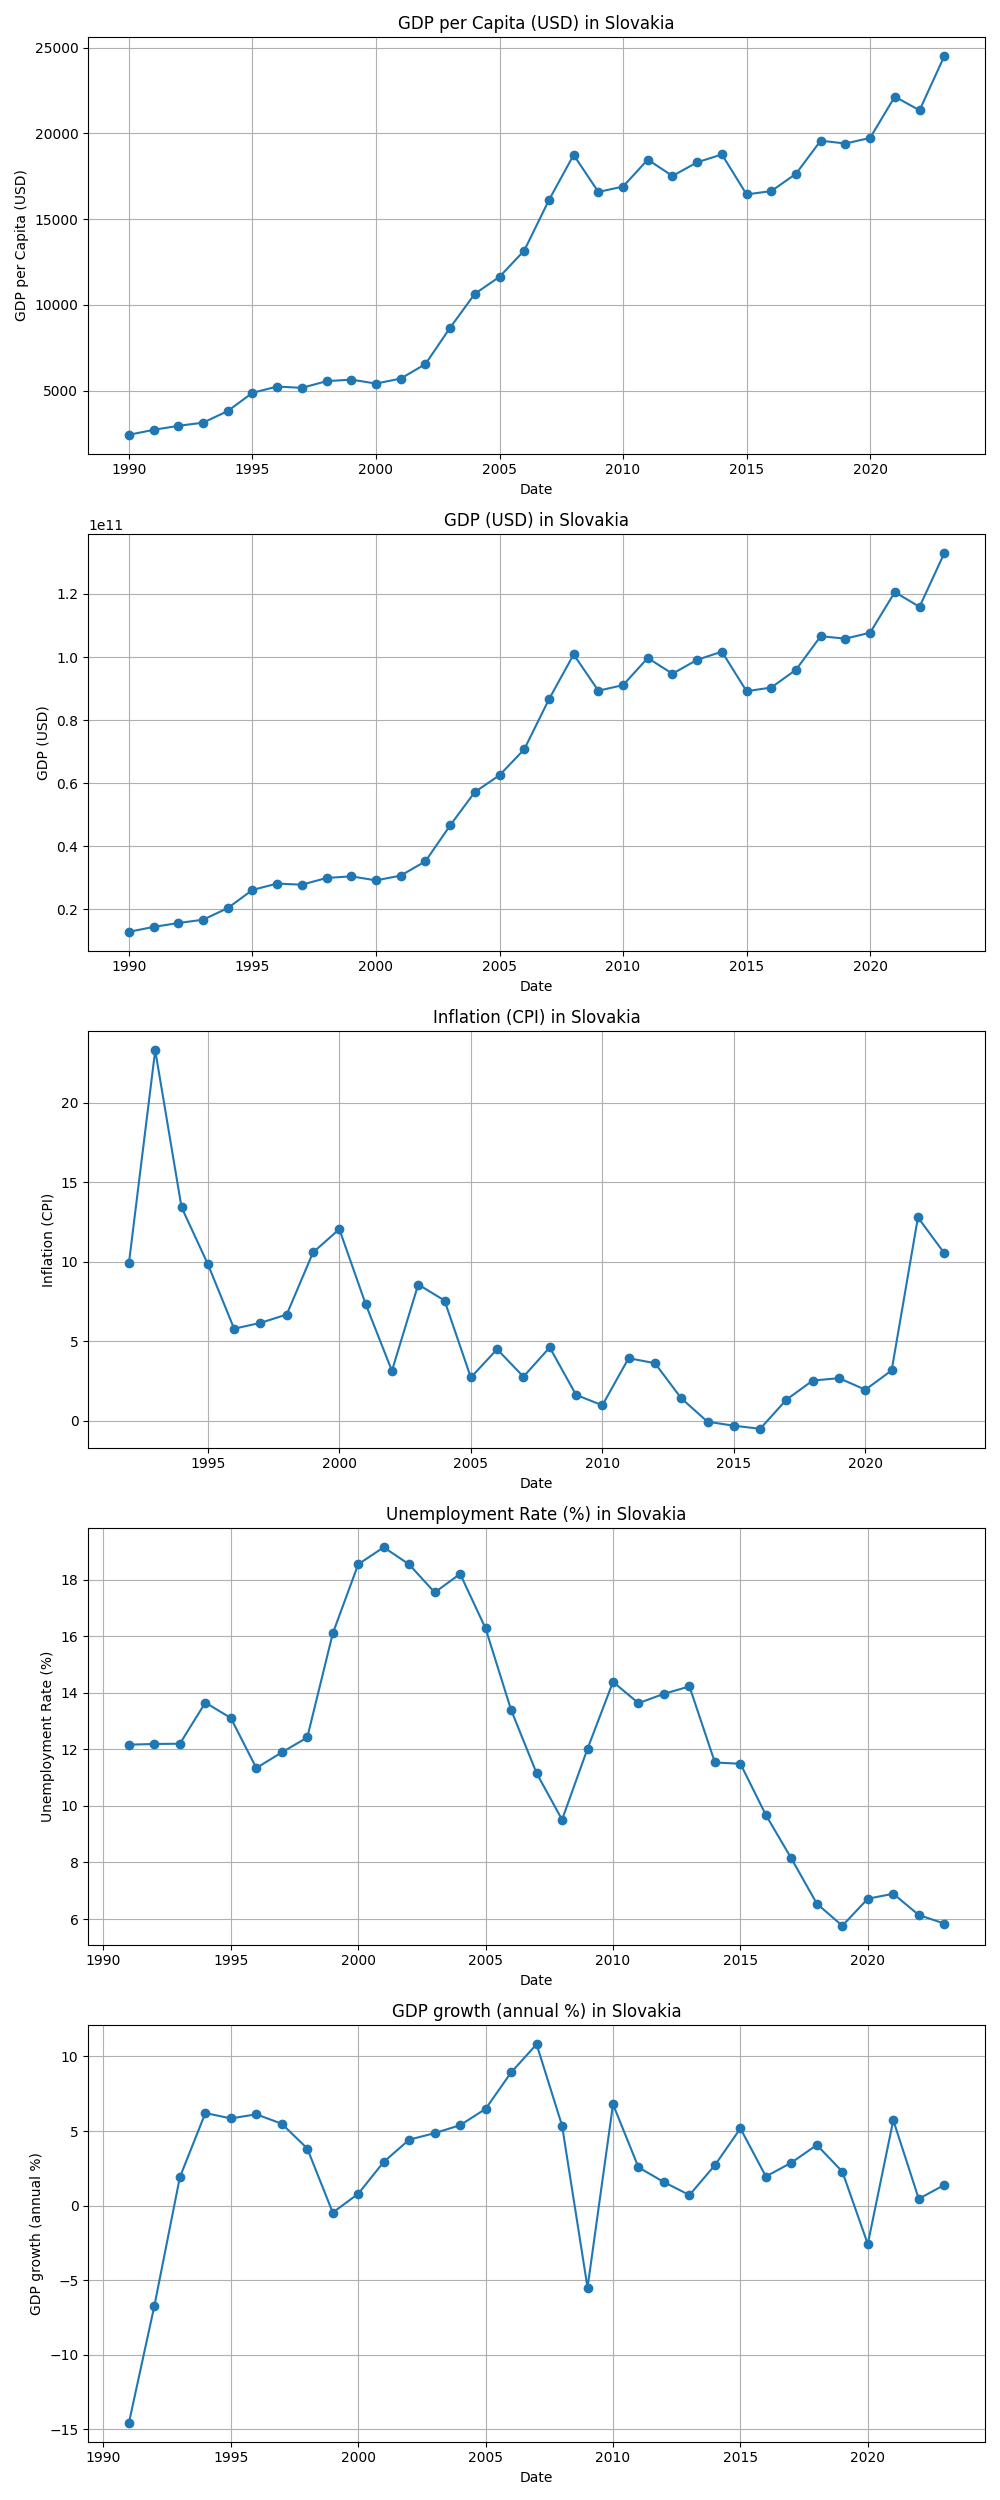 GDP per Capita (USD) in Slovakia
25000
20000
15000
10000
5000
GDP per Capita (USD)
1990 1995 2000 2005 2010 2015 2020
Date
GDP (USD) in Slovakia
1e11
1.2
1.0
0.8
0.6
0.4
0.2
GDP (USD)
1990 1995 2000 2005 2010 2015 2020
Date
Inflation (CPI) in Slovakia
20
15
10
5
0
Inflation (CPI)
1995 2000 2005 2010 2015 2020
Date
Unemployment Rate (%) in Slovakia
18
16
14
12
10
8
6
Unemployment Rate (%)
1990 1995 2000 2005 2010 2015 2020
Date
GDP growth (annual %) in Slovakia
10
5
0
−5
−10
−15
GDP growth (annual %)
1990 1995 2000 2005 2010 2015 2020
Date